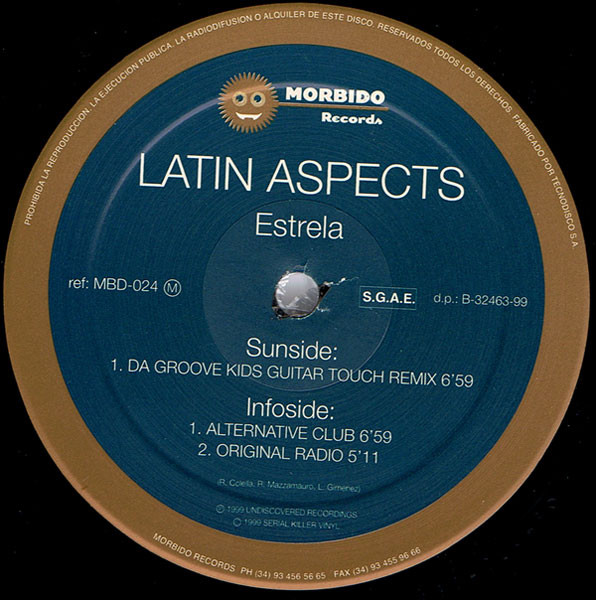 PROHIBIDA LA REPRODUCCION. LA EJECUCION PUBLICA. LA RADIODIFUSION O ALQUILER DE ESTE DISCO. RESERVADOS TODOS LOS DERECHOS. FABRICADO POR TECNODISCO S.A.
MORBIDO
Records
LATIN ASPECTS
Estrela
ref: MBD-024 Ⓜ
S.G.A.E. d.p.: B-32463-99
Sunside:
1. DA GROOVE KIDS GUITAR TOUCH REMIX 6'59
Infoside:
1. ALTERNATIVE CLUB 6'59
2. ORIGINAL RADIO 5'11
(R. Colella, R. Mazzamauro, L. Gimenez)
℗ 1999 UNDISCOVERED RECORDINGS.
© 1999 SERIAL KILLER VINYL.
MORBIDO RECORDS PH (34) 93 456 56 65 FAX (34) 93 455 96 66